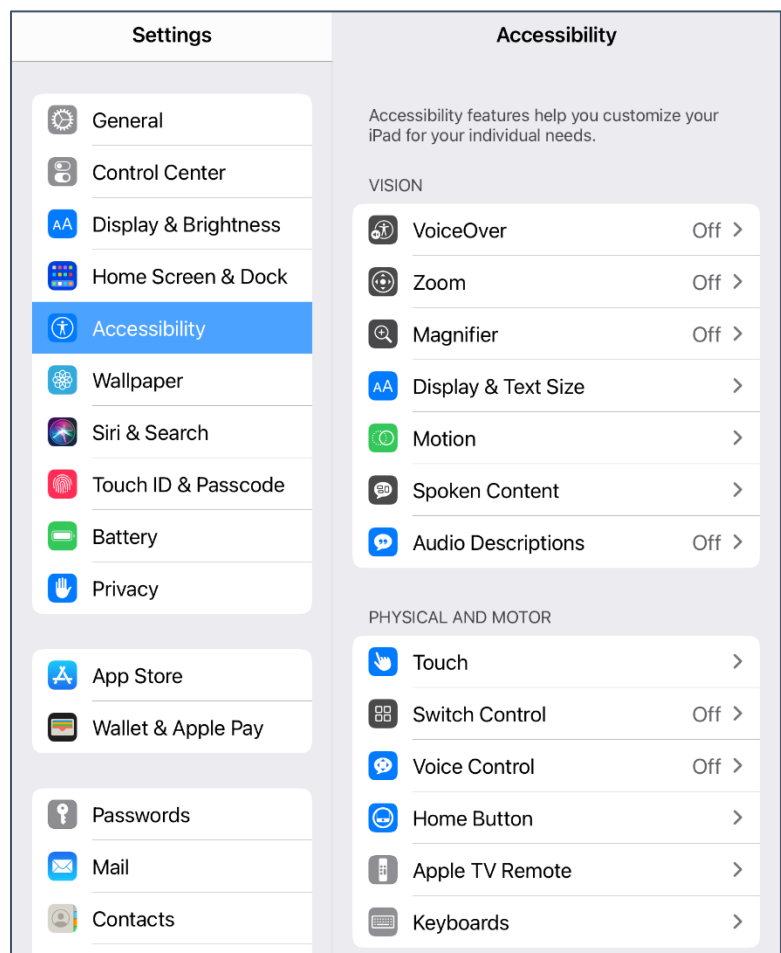 Settings
General
Control Center
AA Display & Brightness
Home Screen & Dock
Accessibility
Wallpaper
Siri & Search
Touch ID & Passcode
Battery
Privacy
App Store
Wallet & Apple Pay
Passwords
Mail
Contacts
Accessibility
Accessibility features help you customize your
iPad for your individual needs.
VISION
VoiceOver Off
Zoom Off
Magnifier Off
AA Display & Text Size
Motion
Spoken Content
Audio Descriptions Off
PHYSICAL AND MOTOR
Touch
Switch Control Off
Voice Control Off
Home Button
Apple TV Remote
Keyboards